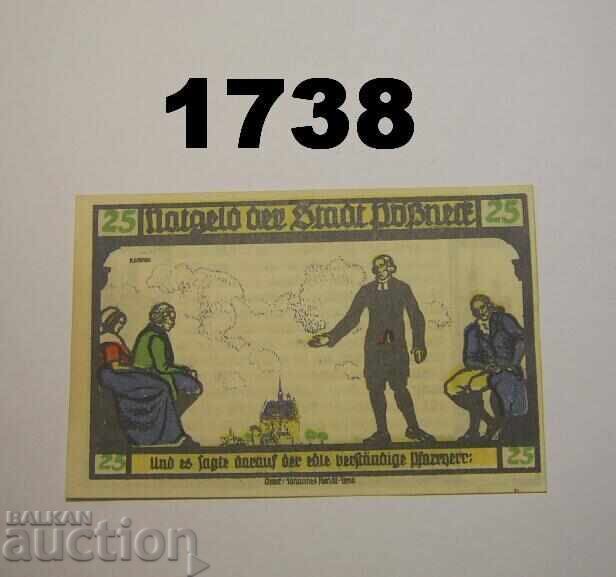 1738
25 Notgeld der Stadt Pößneck 25
25 Und es sagte darauf der edle verständige Pfarrherr: 25
BALKAN
auction